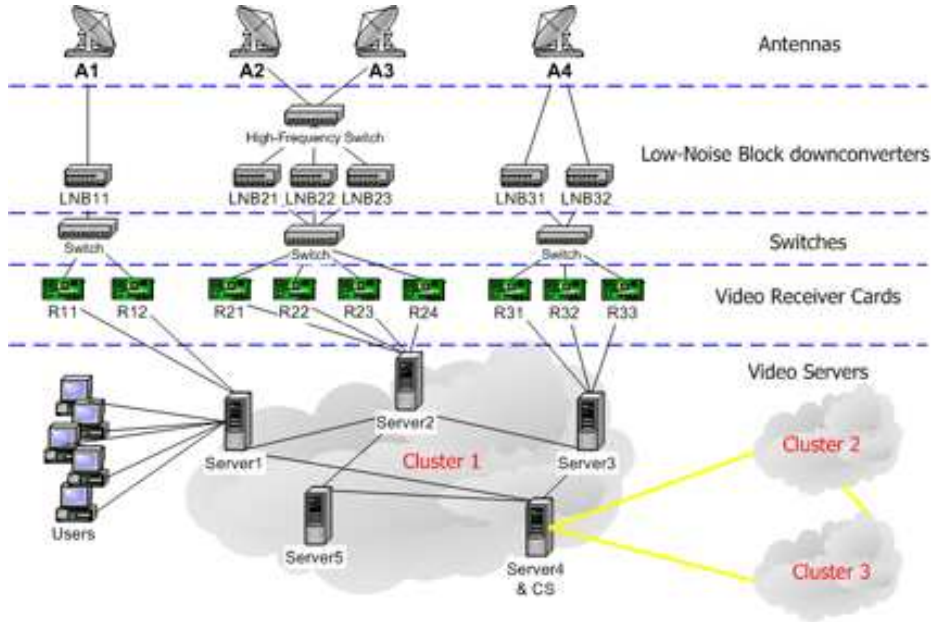 Antennas
A1
A2
A3
A4
High-Frequency Switch
Low-Noise Block downconverters
LNB11
LNB21
LNB22
LNB23
LNB31
LNB32
Switch
Switch
Switch
Switches
R11
R12
R21
R22
R23
R24
R31
R32
R33
Video Receiver Cards
Video Servers
Server2
Cluster 2
Server1
Cluster 1
Server3
Users
Server5
Server4
& CS
Cluster 3